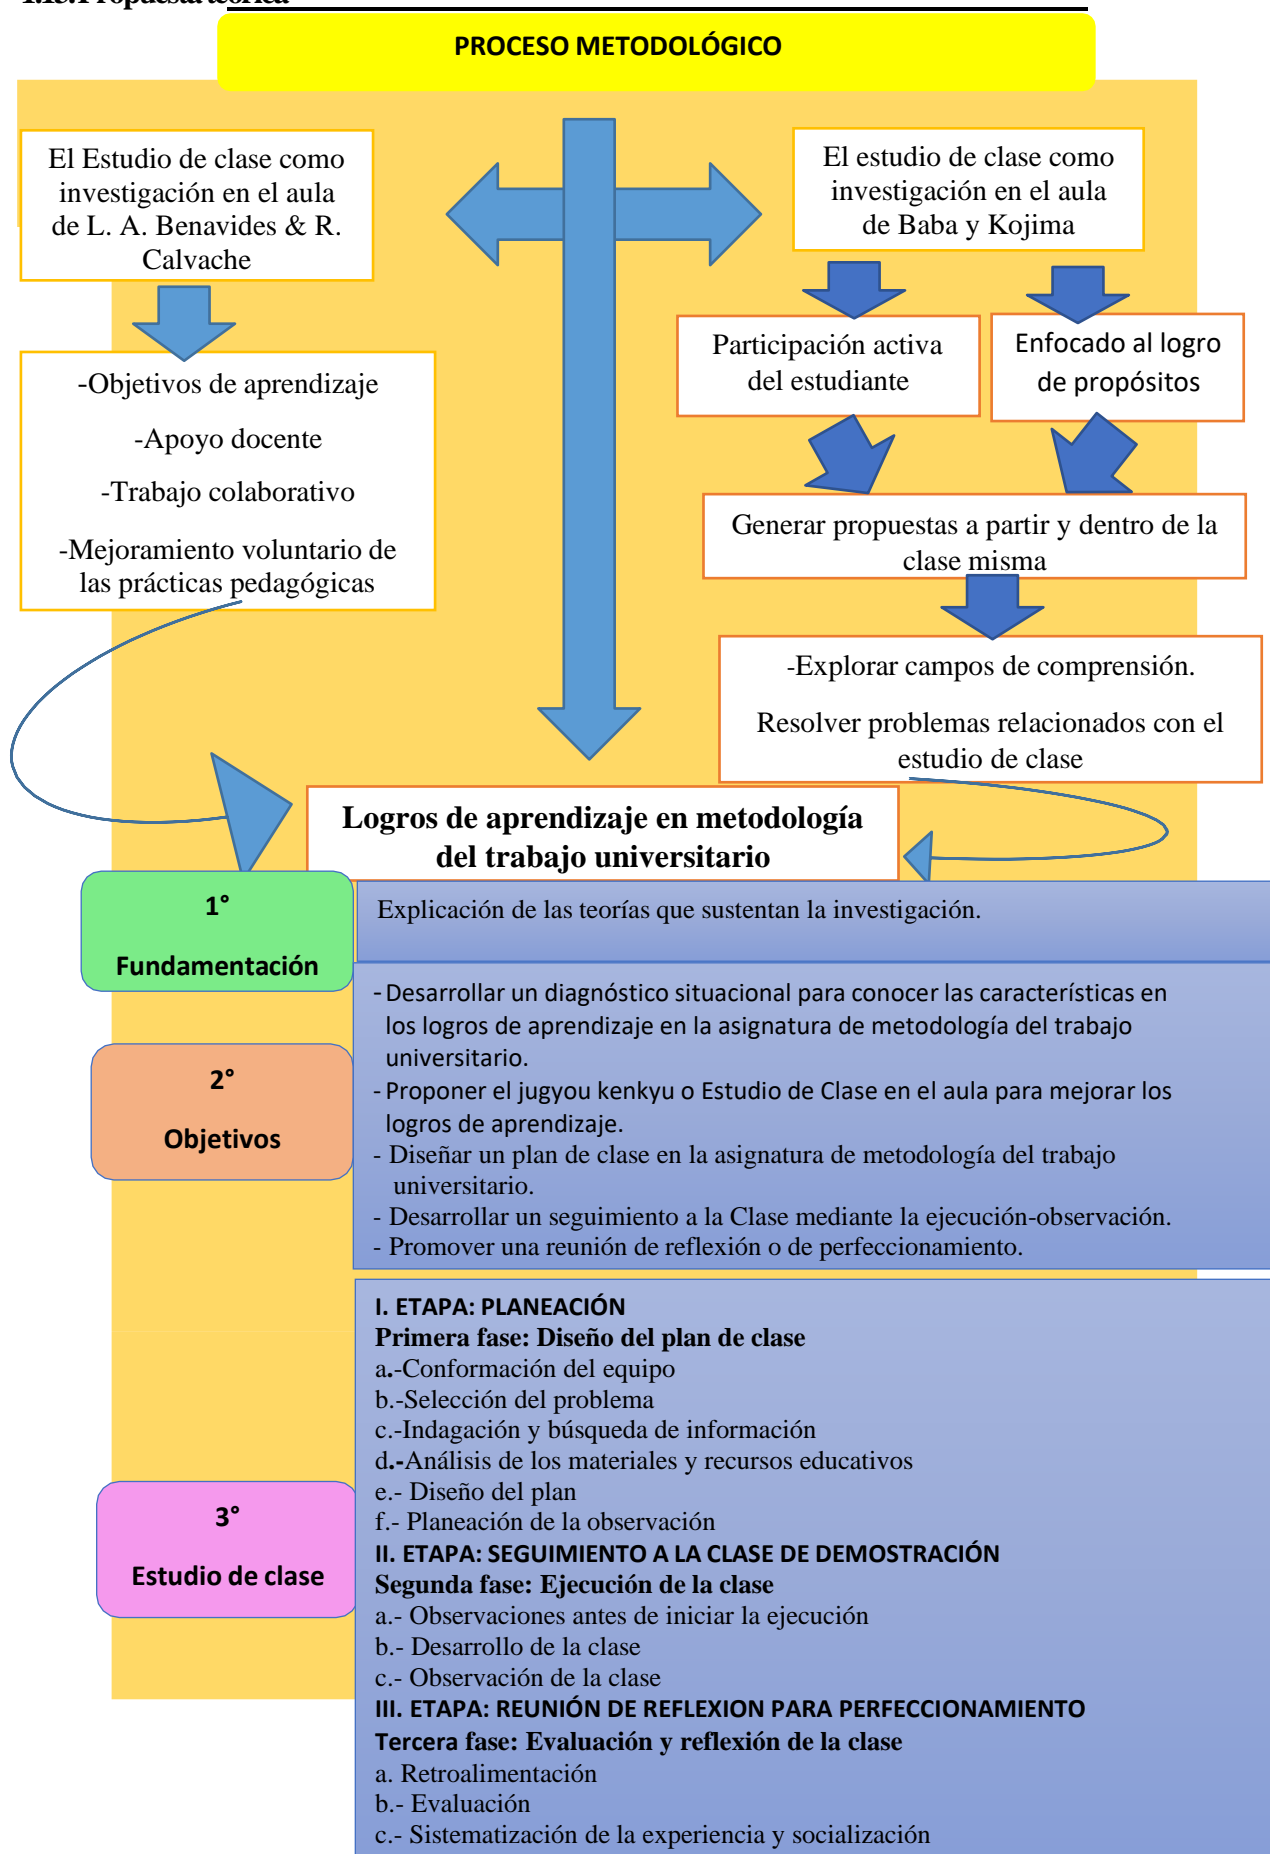 PROCESO METODOLÓGICO
El Estudio de clase como
investigación en el aula
de L. A. Benavides & R.
Calvache
El estudio de clase como
investigación en el aula
de Baba y Kojima
-Objetivos de aprendizaje
-Apoyo docente
-Trabajo colaborativo
-Mejoramiento voluntario de
las prácticas pedagógicas
Participación activa
del estudiante
Enfocado al logro
de propósitos
Generar propuestas a partir y dentro de la
clase misma
-Explorar campos de comprensión.
Resolver problemas relacionados con el
estudio de clase
Logros de aprendizaje en metodología
del trabajo universitario
1°
Fundamentación
Explicación de las teorías que sustentan la investigación.
2°
Objetivos
- Desarrollar un diagnóstico situacional para conocer las características en
los logros de aprendizaje en la asignatura de metodología del trabajo
universitario.
- Proponer el jugyou kenkyu o Estudio de Clase en el aula para mejorar los
logros de aprendizaje.
- Diseñar un plan de clase en la asignatura de metodología del trabajo
universitario.
- Desarrollar un seguimiento a la Clase mediante la ejecución-observación.
- Promover una reunión de reflexión o de perfeccionamiento.
3°
Estudio de clase
I. ETAPA: PLANEACIÓN
Primera fase: Diseño del plan de clase
a.-Conformación del equipo
b.-Selección del problema
c.-Indagación y búsqueda de información
d.-Análisis de los materiales y recursos educativos
e.- Diseño del plan
f.- Planeación de la observación
II. ETAPA: SEGUIMIENTO A LA CLASE DE DEMOSTRACIÓN
Segunda fase: Ejecución de la clase
a.- Observaciones antes de iniciar la ejecución
b.- Desarrollo de la clase
c.- Observación de la clase
III. ETAPA: REUNIÓN DE REFLEXION PARA PERFECCIONAMIENTO
Tercera fase: Evaluación y reflexión de la clase
a. Retroalimentación
b.- Evaluación
c.- Sistematización de la experiencia y socialización